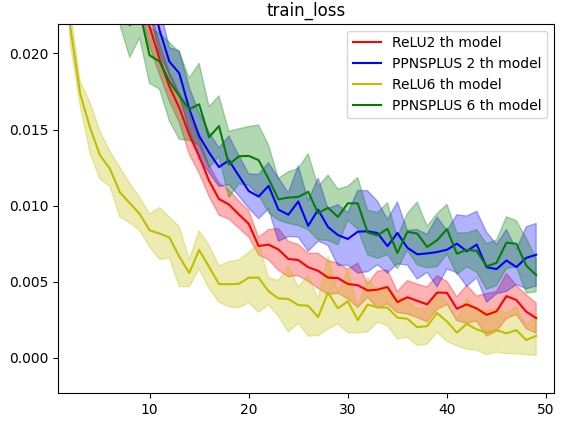 train_loss
ReLU2 th model
PPNSPLUS 2 th model
ReLU6 th model
PPNSPLUS 6 th model
0.020
0.015
0.010
0.005
0.000
10 20 30 40 50